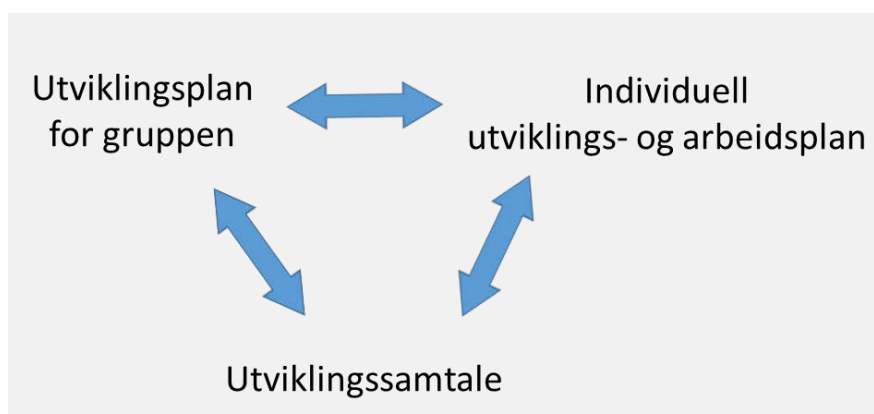 Utviklingsplan
for gruppen
Individuell
utviklings- og arbeidsplan
Utviklingssamtale